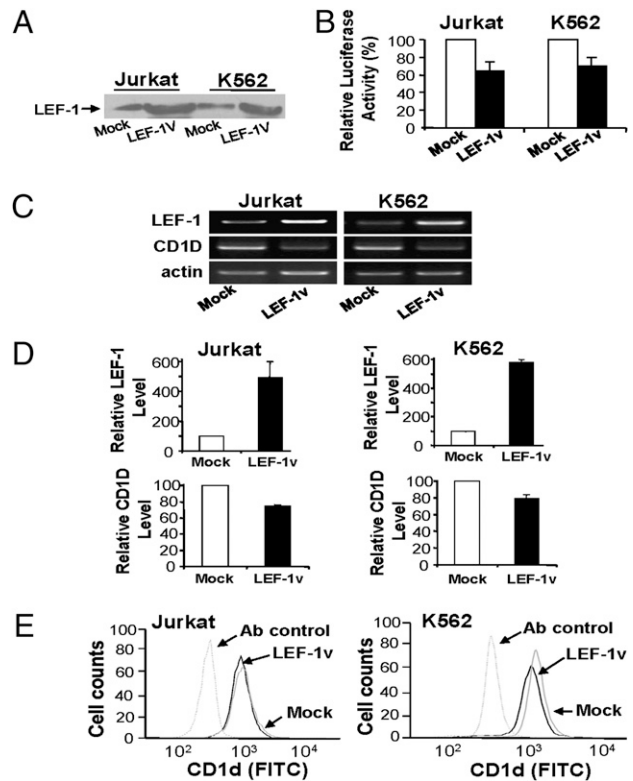 A
Jurkat K562
LEF-1
Mock LEF-1V Mock LEF-1V
B
Jurkat K562
Relative Luciferase
Activity (%)
100
80
60
40
20
0
Mock LEF-1v Mock LEF-1v
C
Jurkat K562
LEF-1
CD1D
actin
Mock LEF-1v Mock LEF-1v
D
Jurkat K562
Relative LEF-1
Level
600
400
200
0
Mock LEF-1v
Relative LEF-1
Level
600
400
200
0
Mock LEF-1v
Relative CD1D
Level
100
80
60
40
20
0
Mock LEF-1v
Relative CD1D
Level
100
80
60
40
20
0
Mock LEF-1v
E
Jurkat
Cell counts
100
80
60
40
20
0
Ab control
LEF-1v
Mock
10² 10³ 10⁴
CD1d (FITC)
K562
Cell counts
100
80
60
40
20
0
Ab control
LEF-1v
Mock
10² 10³ 10⁴
CD1d (FITC)